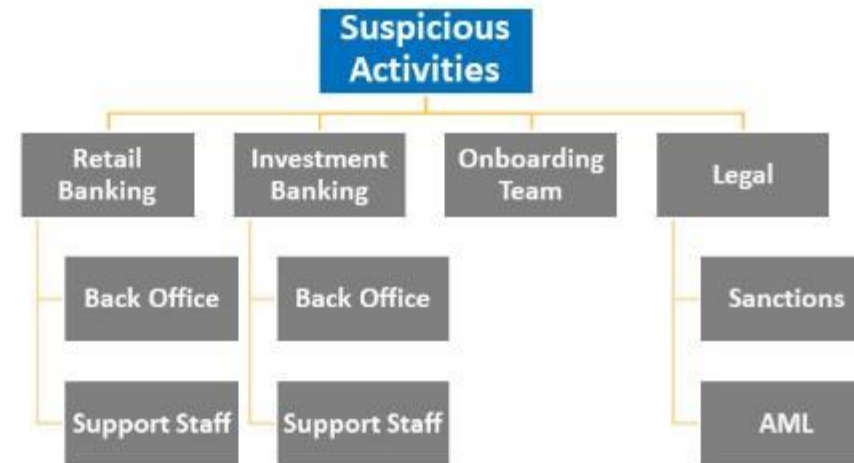 Suspicious
Activities
Retail
Banking
Investment
Banking
Onboarding
Team
Legal
Back Office
Back Office
Sanctions
Support Staff
Support Staff
AML